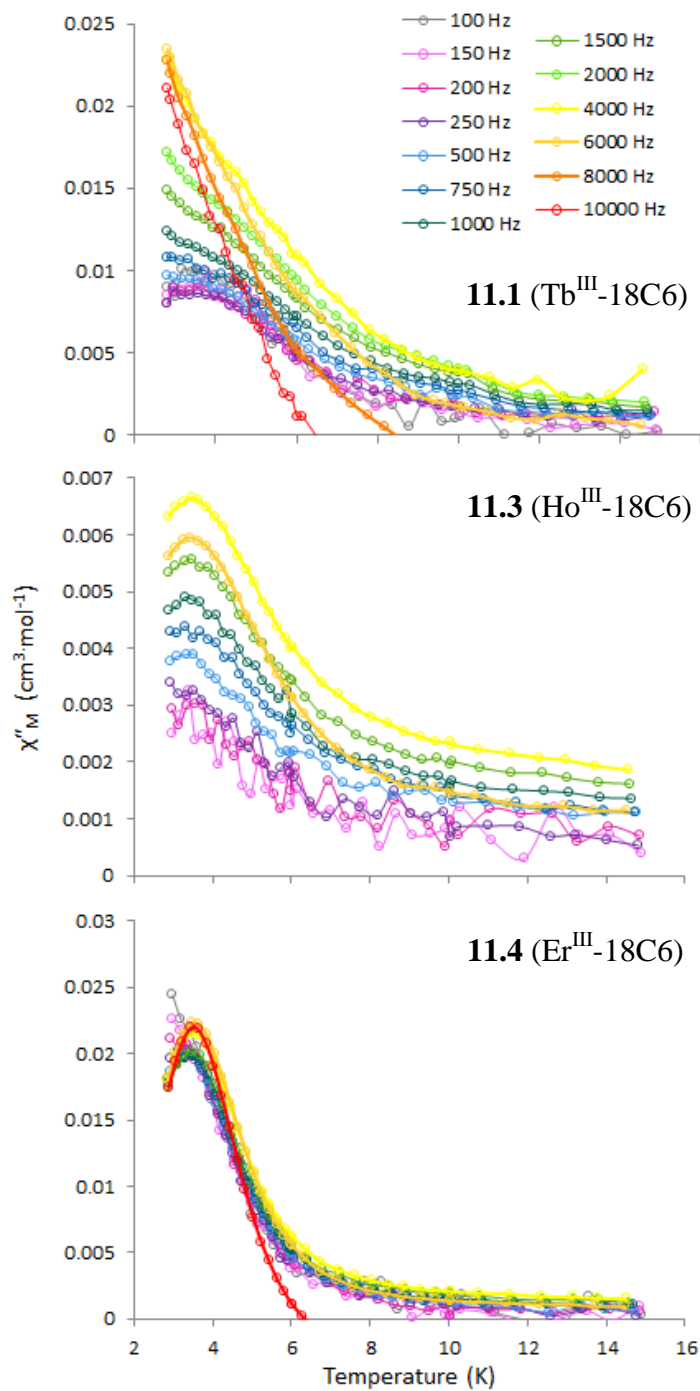 0.025
0.02
0.015
0.01
0.005
0
100 Hz
150 Hz
200 Hz
250 Hz
500 Hz
750 Hz
1000 Hz
1500 Hz
2000 Hz
4000 Hz
6000 Hz
8000 Hz
10000 Hz
11.1 (Tb^III-18C6)
0.007
0.006
0.005
0.004
0.003
0.002
0.001
0
11.3 (Ho^III-18C6)
χ″M (cm³·mol⁻¹)
0.03
0.025
0.02
0.015
0.01
0.005
0
11.4 (Er^III-18C6)
2 4 6 8 10 12 14 16
Temperature (K)